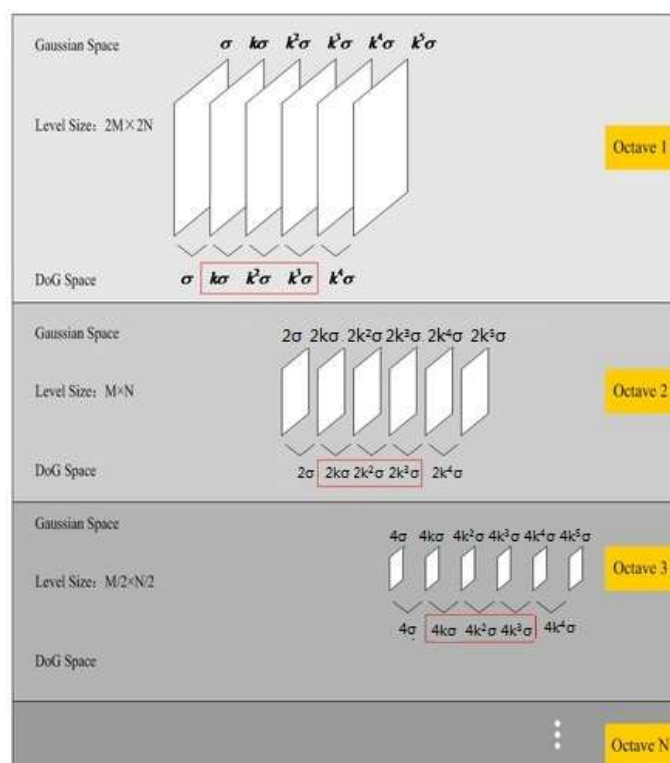 Gaussian Space σ kσ k²σ k³σ k⁴σ k⁵σ
Level Size：2M×2N
Octave 1
DoG Space σ kσ k²σ k³σ k⁴σ
Gaussian Space 2σ 2kσ 2k²σ 2k³σ 2k⁴σ 2k⁵σ
Level Size：M×N
Octave 2
DoG Space 2σ 2kσ 2k²σ 2k³σ 2k⁴σ
Gaussian Space
4σ 4kσ 4k²σ 4k³σ 4k⁴σ 4k⁵σ
Octave 3
Level Size：M/2×N/2
4σ 4kσ 4k²σ 4k³σ 4k⁴σ
DoG Space
Octave N